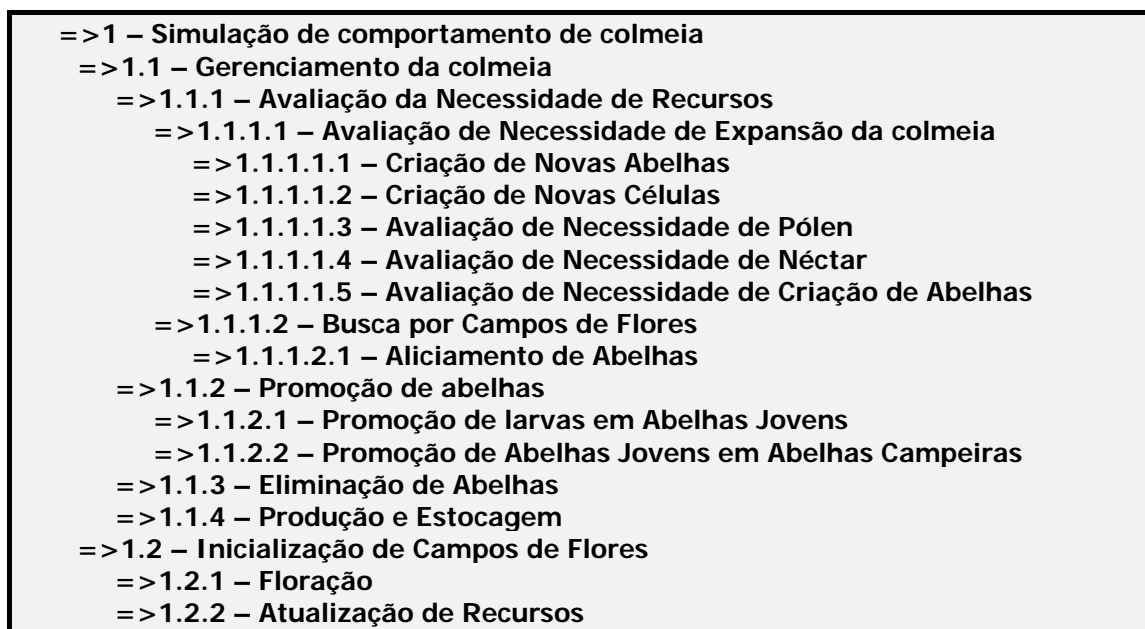 =>1 – Simulação de comportamento de colmeia
=>1.1 – Gerenciamento da colmeia
=>1.1.1 – Avaliação da Necessidade de Recursos
=>1.1.1.1 – Avaliação de Necessidade de Expansão da colmeia
=>1.1.1.1.1 – Criação de Novas Abelhas
=>1.1.1.1.2 – Criação de Novas Células
=>1.1.1.1.3 – Avaliação de Necessidade de Pólen
=>1.1.1.1.4 – Avaliação de Necessidade de Néctar
=>1.1.1.1.5 – Avaliação de Necessidade de Criação de Abelhas
=>1.1.1.2 – Busca por Campos de Flores
=>1.1.1.2.1 – Aliciamento de Abelhas
=>1.1.2 – Promoção de abelhas
=>1.1.2.1 – Promoção de larvas em Abelhas Jovens
=>1.1.2.2 – Promoção de Abelhas Jovens em Abelhas Campeiras
=>1.1.3 – Eliminação de Abelhas
=>1.1.4 – Produção e Estocagem
=>1.2 – Inicialização de Campos de Flores
=>1.2.1 – Floração
=>1.2.2 – Atualização de Recursos